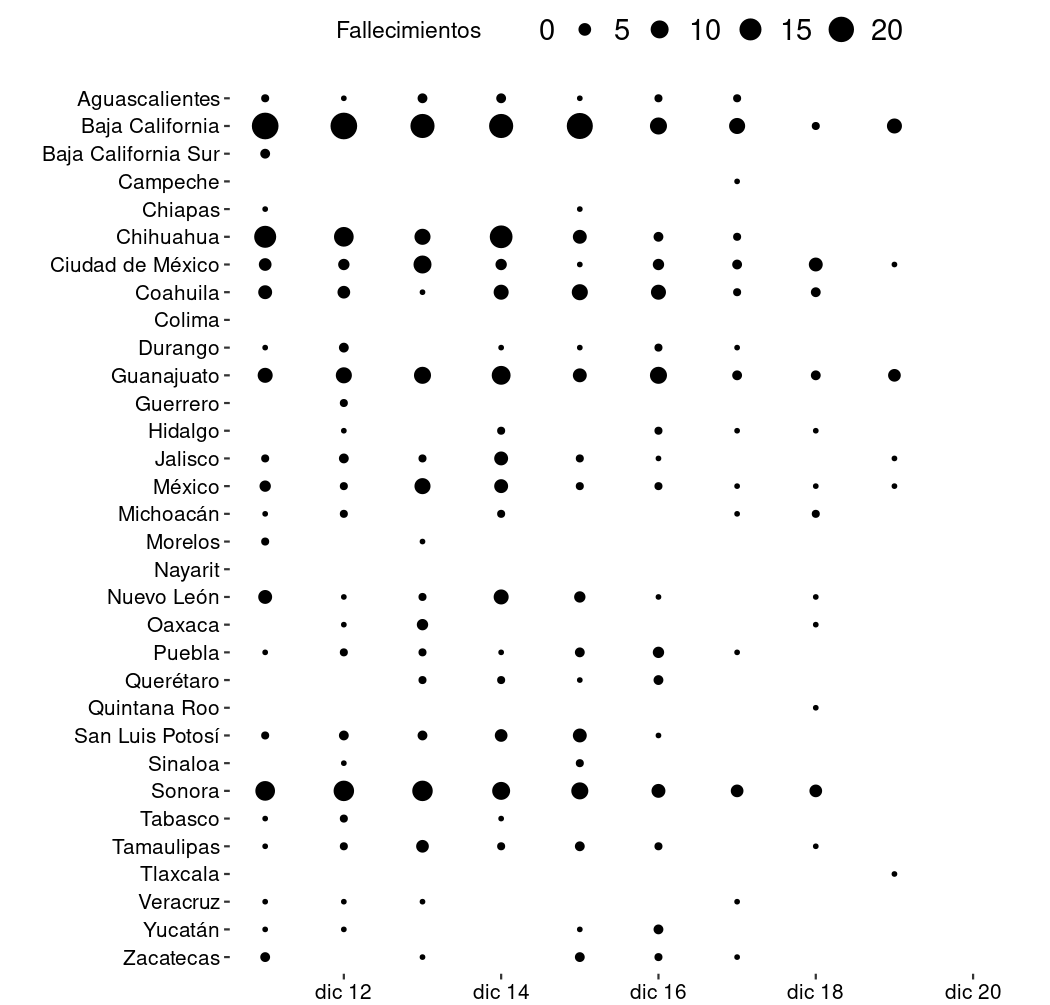 Fallecimientos 0 5 10 15 20
Aguascalientes
Baja California
Baja California Sur
Campeche
Chiapas
Chihuahua
Ciudad de México
Coahuila
Colima
Durango
Guanajuato
Guerrero
Hidalgo
Jalisco
México
Michoacán
Morelos
Nayarit
Nuevo León
Oaxaca
Puebla
Querétaro
Quintana Roo
San Luis Potosí
Sinaloa
Sonora
Tabasco
Tamaulipas
Tlaxcala
Veracruz
Yucatán
Zacatecas
dic 12 dic 14 dic 16 dic 18 dic 20